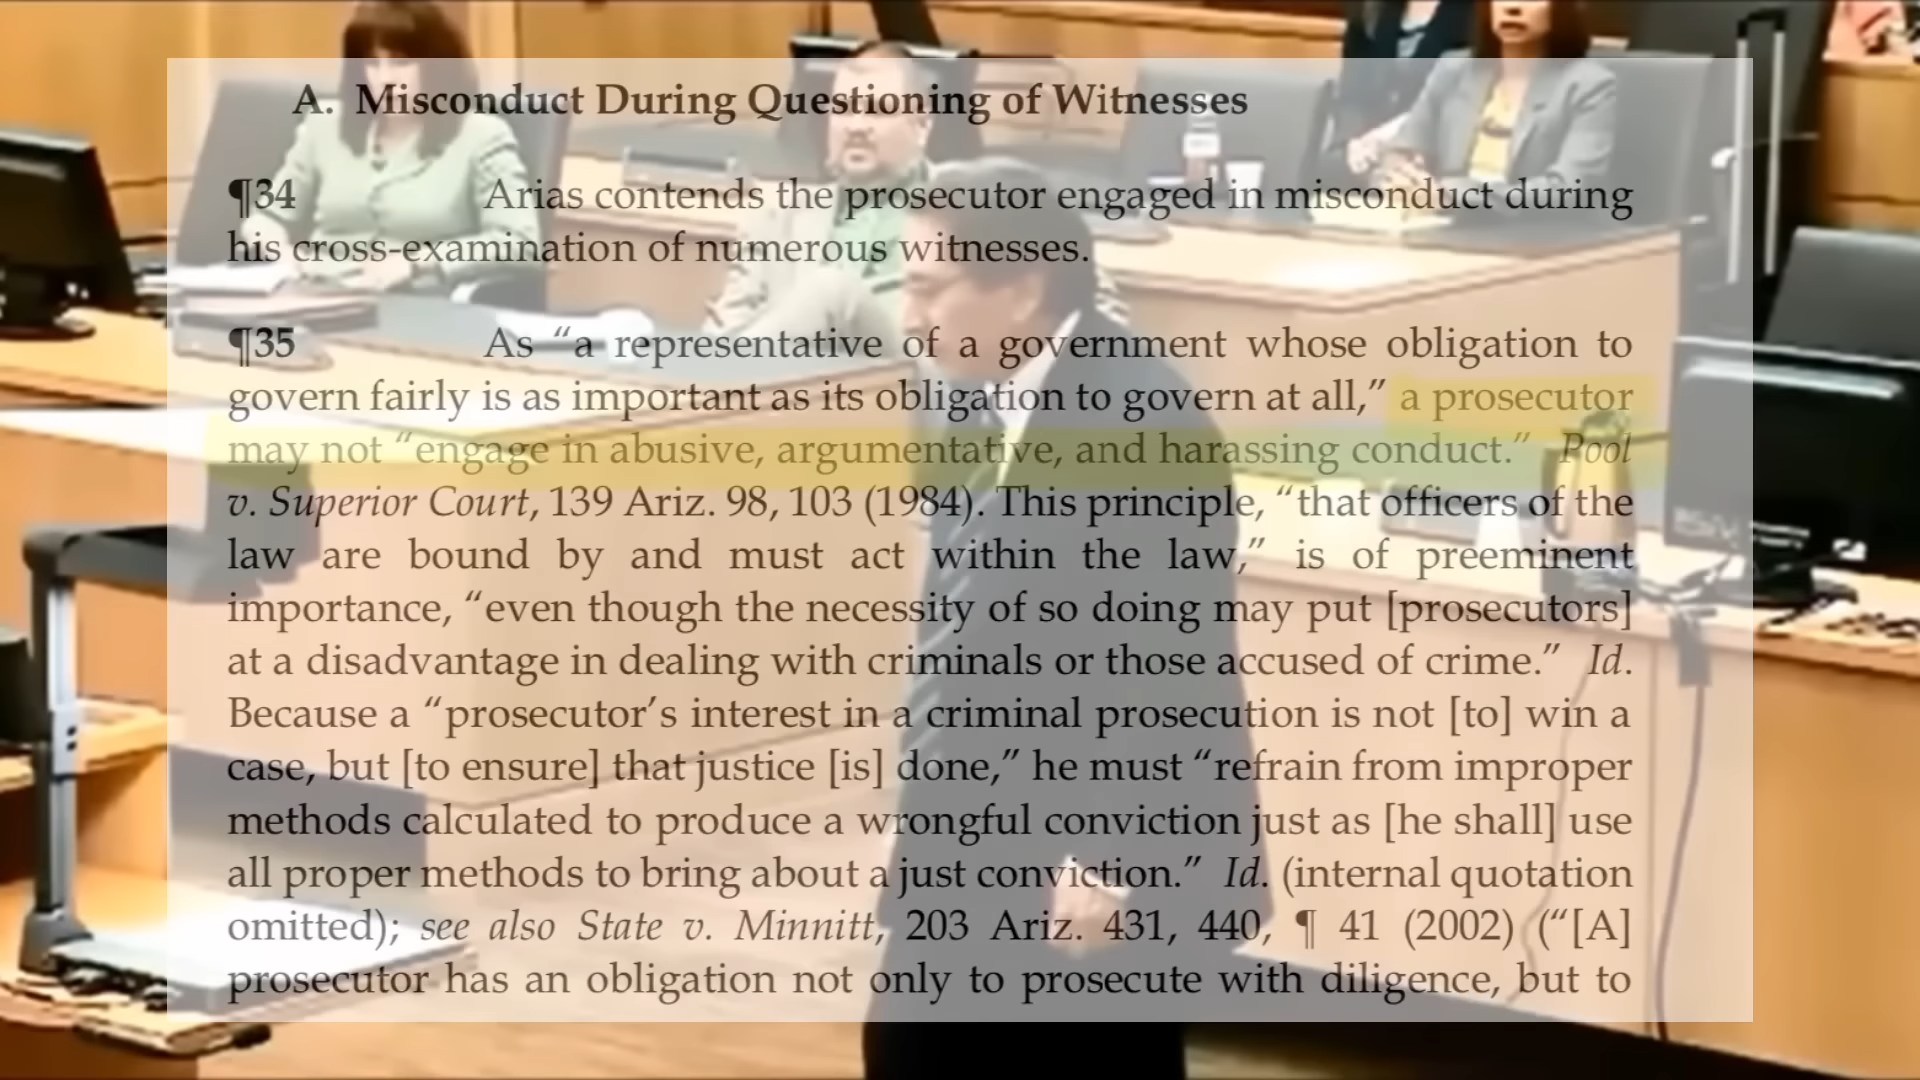 A. Misconduct During Questioning of Witnesses
¶34 Arias contends the prosecutor engaged in misconduct during
his cross-examination of numerous witnesses.
¶35 As “a representative of a government whose obligation to
govern fairly is as important as its obligation to govern at all,” a prosecutor
may not “engage in abusive, argumentative, and harassing conduct.” Pool
v. Superior Court, 139 Ariz. 98, 103 (1984). This principle, “that officers of the
law are bound by and must act within the law,” is of preeminent
importance, “even though the necessity of so doing may put [prosecutors]
at a disadvantage in dealing with criminals or those accused of crime.” Id.
Because a “prosecutor’s interest in a criminal prosecution is not [to] win a
case, but [to ensure] that justice [is] done,” he must “refrain from improper
methods calculated to produce a wrongful conviction just as [he shall] use
all proper methods to bring about a just conviction.” Id. (internal quotation
omitted); see also State v. Minnitt, 203 Ariz. 431, 440, ¶ 41 (2002) (“[A]
prosecutor has an obligation not only to prosecute with diligence, but to